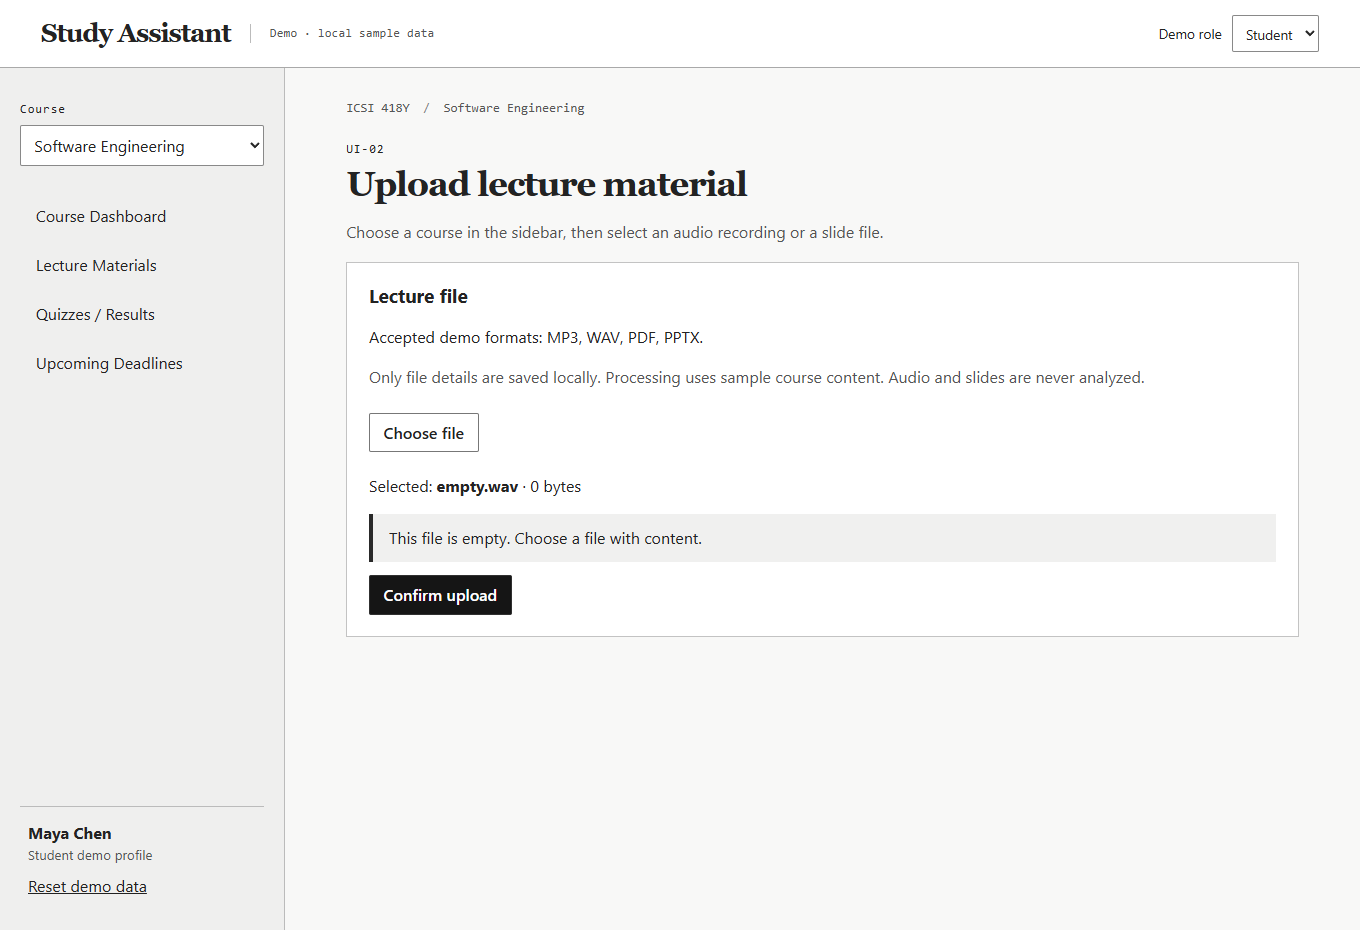 Study Assistant
Demo · local sample data
Demo role
Student
Course
Software Engineering
Course Dashboard
Lecture Materials
Quizzes / Results
Upcoming Deadlines
Maya Chen
Student demo profile
Reset demo data
ICSI 418Y / Software Engineering
UI-02
Upload lecture material
Choose a course in the sidebar, then select an audio recording or a slide file.
Lecture file
Accepted demo formats: MP3, WAV, PDF, PPTX.
Only file details are saved locally. Processing uses sample course content. Audio and slides are never analyzed.
Choose file
Selected: empty.wav · 0 bytes
This file is empty. Choose a file with content.
Confirm upload